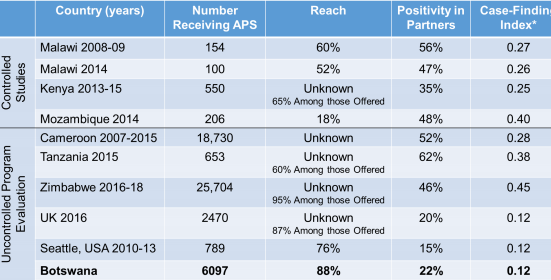 Country (years) Number Receiving APS Reach Positivity in Partners Case-Finding Index*
Controlled Studies
Malawi 2008-09 154 60% 56% 0.27
Malawi 2014 100 52% 47% 0.26
Kenya 2013-15 550 Unknown 35% 0.25
65% Among those Offered
Mozambique 2014 206 18% 48% 0.40
Uncontrolled Program Evaluation
Cameroon 2007-2015 18,730 Unknown 52% 0.28
Tanzania 2015 653 Unknown 62% 0.38
60% Among those Offered
Zimbabwe 2016-18 25,704 Unknown 46% 0.45
95% Among those Offered
UK 2016 2470 Unknown 20% 0.12
87% Among those Offered
Seattle, USA 2010-13 789 76% 15% 0.12
Botswana 6097 88% 22% 0.12